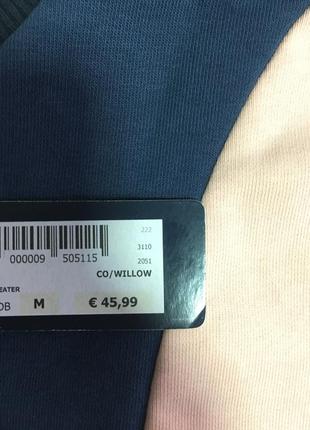 222
3110
000009 505115 2051
CO/WILLOW
EATER
OB M € 45,99